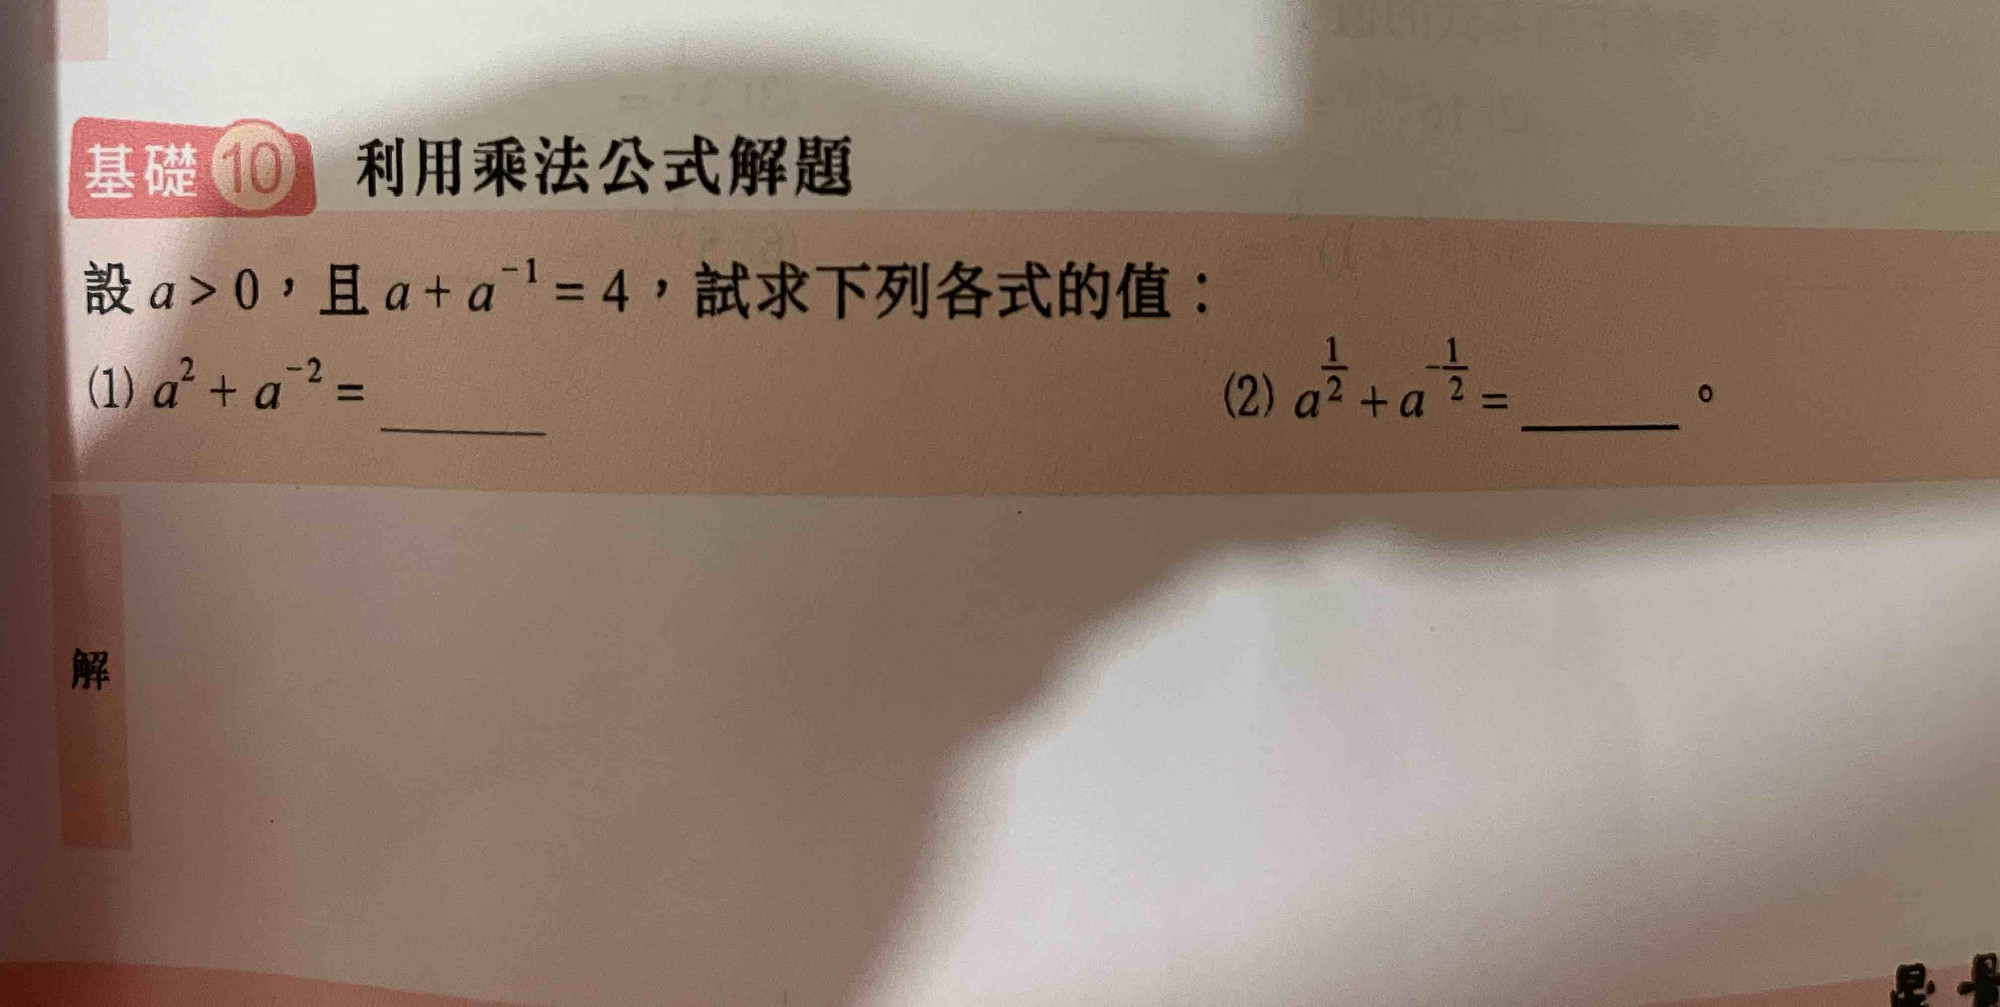 基礎 10 利用乘法公式解題
設 a > 0，且 a + a⁻¹ = 4，試求下列各式的值：
(1) a² + a⁻² = ______ (2) a^{1/2} + a^{-1/2} = ______ 。
解